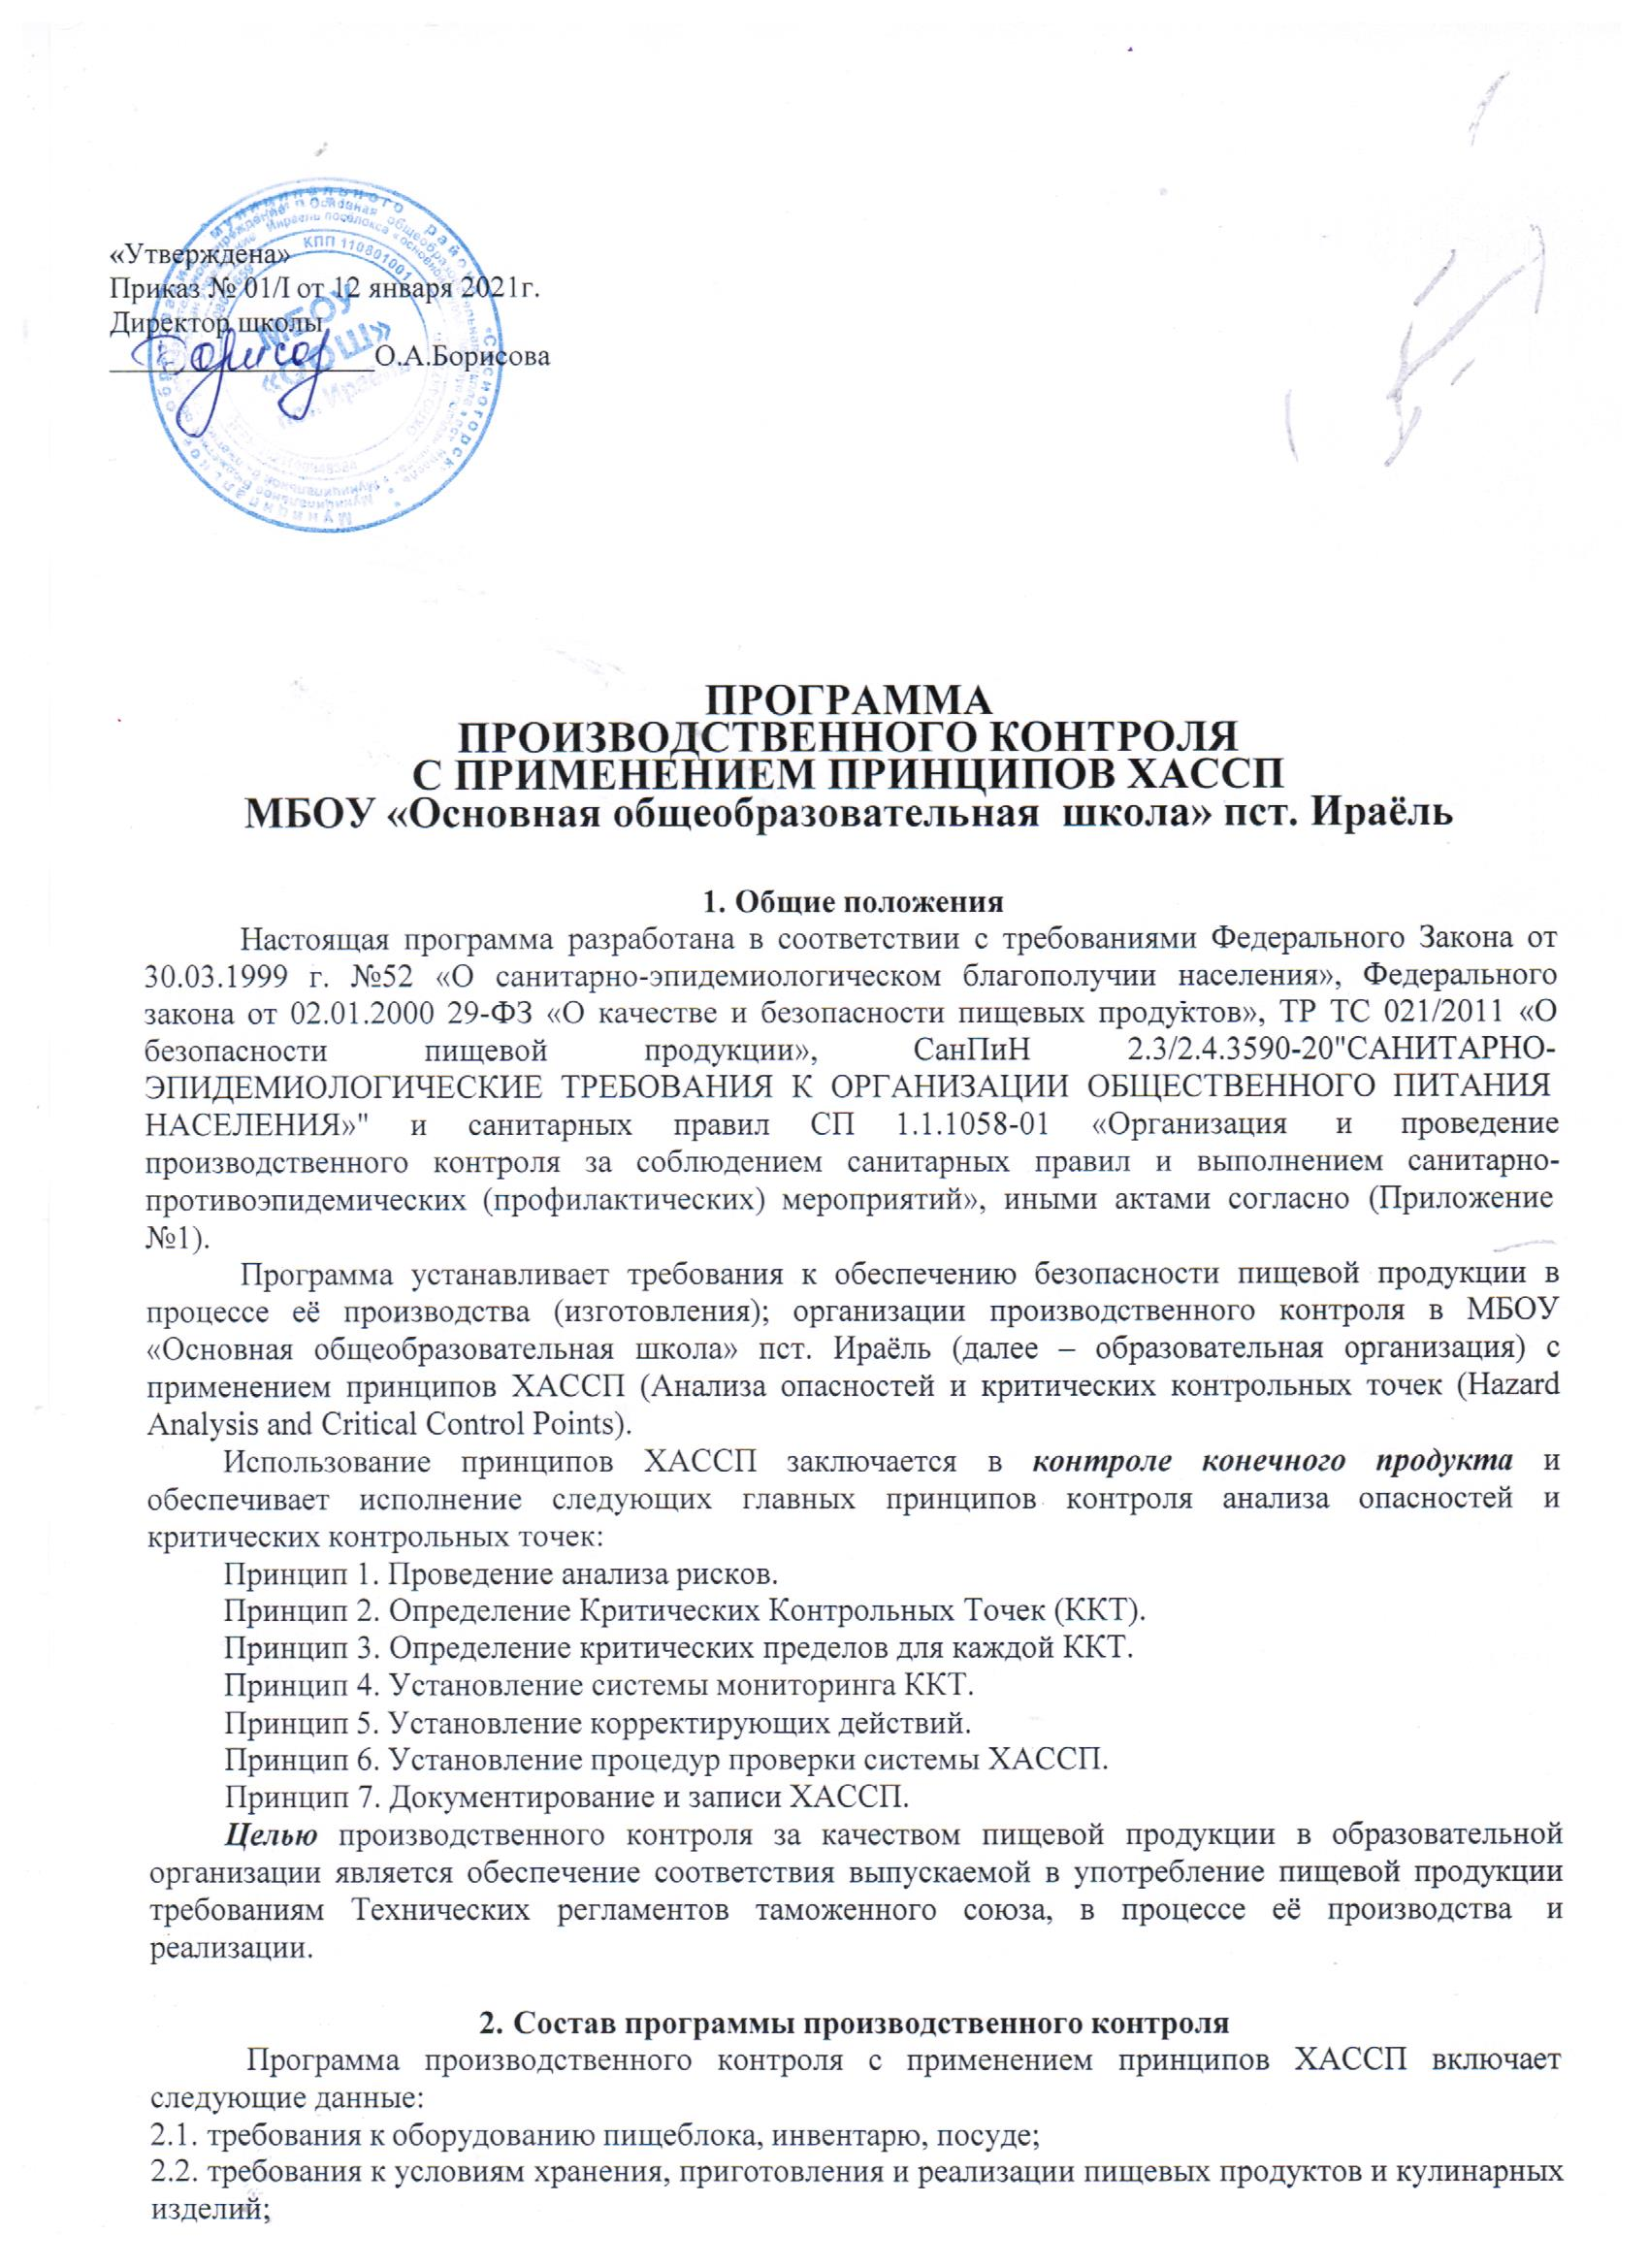 «Утверждена»
Приказ № 01/I от 12 января 2021г.
Директор школы
О.А.Борисова
КПП 110801001
МБОУ
«ООШ»
пст. Ираёль
ПРОГРАММА
ПРОИЗВОДСТВЕННОГО КОНТРОЛЯ
С ПРИМЕНЕНИЕМ ПРИНЦИПОВ ХАССП
МБОУ «Основная общеобразовательная школа» пст. Ираёль
1. Общие положения
Настоящая программа разработана в соответствии с требованиями Федерального Закона от
30.03.1999 г. №52 «О санитарно-эпидемиологическом благополучии населения», Федерального
закона от 02.01.2000 29-ФЗ «О качестве и безопасности пищевых продуктов», ТР ТС 021/2011 «О
безопасности пищевой продукции», СанПиН 2.3/2.4.3590-20"САНИТАРНО-
ЭПИДЕМИОЛОГИЧЕСКИЕ ТРЕБОВАНИЯ К ОРГАНИЗАЦИИ ОБЩЕСТВЕННОГО ПИТАНИЯ
НАСЕЛЕНИЯ»" и санитарных правил СП 1.1.1058-01 «Организация и проведение
производственного контроля за соблюдением санитарных правил и выполнением санитарно-
противоэпидемических (профилактических) мероприятий», иными актами согласно (Приложение
№1).
Программа устанавливает требования к обеспечению безопасности пищевой продукции в
процессе её производства (изготовления); организации производственного контроля в МБОУ
«Основная общеобразовательная школа» пст. Ираёль (далее – образовательная организация) с
применением принципов ХАССП (Анализа опасностей и критических контрольных точек (Hazard
Analysis and Critical Control Points).
Использование принципов ХАССП заключается в контроле конечного продукта и
обеспечивает исполнение следующих главных принципов контроля анализа опасностей и
критических контрольных точек:
Принцип 1. Проведение анализа рисков.
Принцип 2. Определение Критических Контрольных Точек (ККТ).
Принцип 3. Определение критических пределов для каждой ККТ.
Принцип 4. Установление системы мониторинга ККТ.
Принцип 5. Установление корректирующих действий.
Принцип 6. Установление процедур проверки системы ХАССП.
Принцип 7. Документирование и записи ХАССП.
Целью производственного контроля за качеством пищевой продукции в образовательной
организации является обеспечение соответствия выпускаемой в употребление пищевой продукции
требованиям Технических регламентов таможенного союза, в процессе её производства и
реализации.
2. Состав программы производственного контроля
Программа производственного контроля с применением принципов ХАССП включает
следующие данные:
2.1. требования к оборудованию пищеблока, инвентарю, посуде;
2.2. требования к условиям хранения, приготовления и реализации пищевых продуктов и кулинарных
изделий;